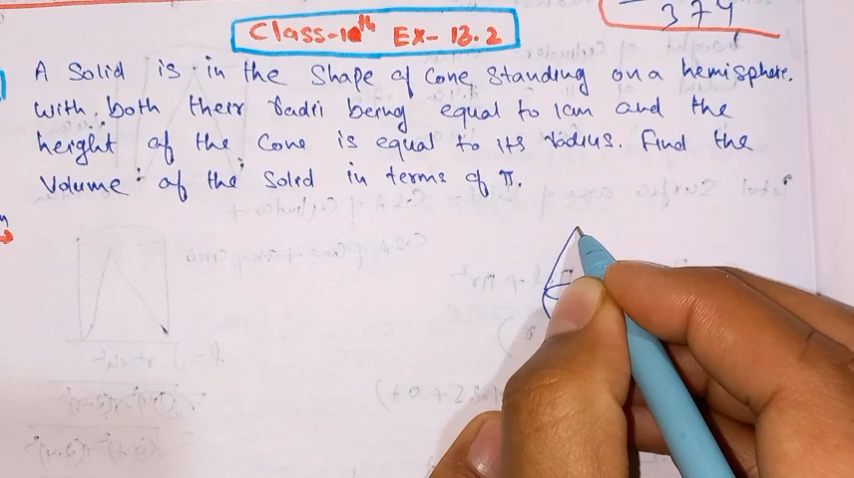 374
Class-10th Ex- 13.2
A Solid is in the Shape of Cone Standing on a hemisphere.
With both their radii being equal to 1cm and the
height of the Cone is equal to its radius. Find the
Volume of the Solid in terms of π.